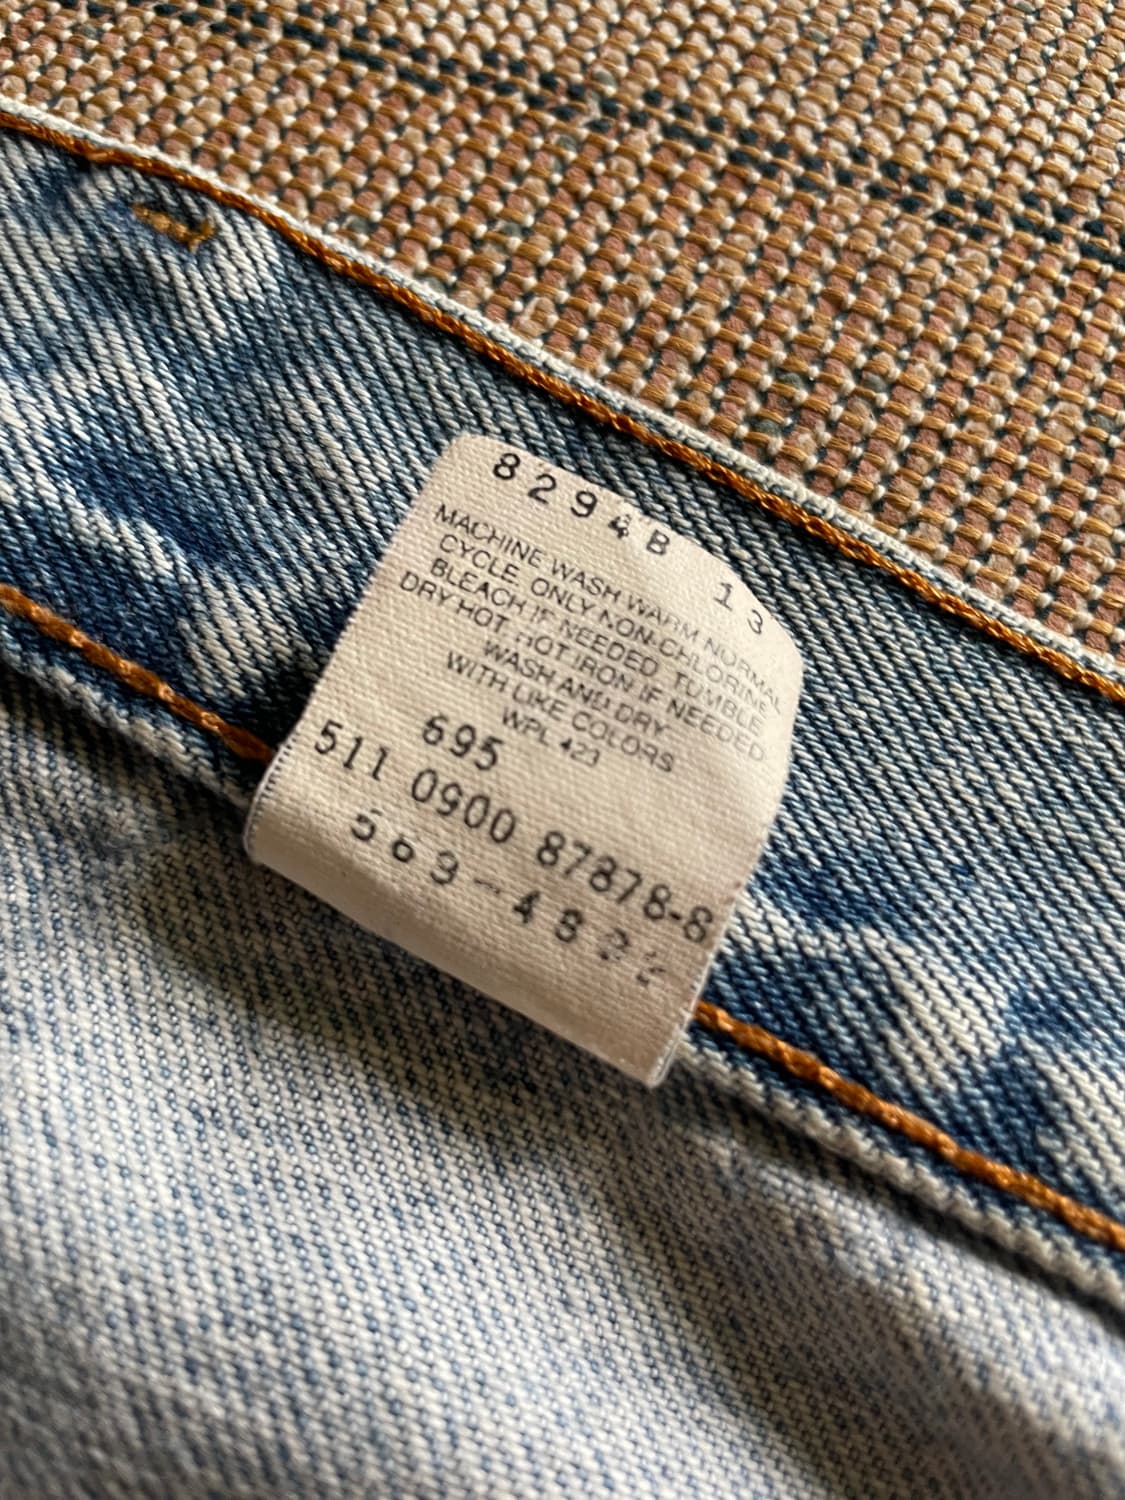 8294B 13
MACHINE WASH WARM NORMAL
CYCLE. ONLY NON-CHLORINE
BLEACH IF NEEDED. TUMBLE
DRY HOT. HOT IRON IF NEEDED
WASH AND DRY
WITH LIKE COLORS
WPL 423
695
511 0900 87878-8